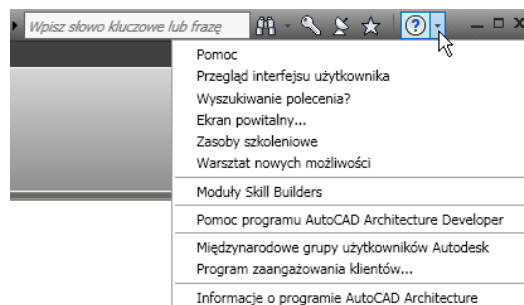 Wpisz słowo kluczowe lub frazę
Pomoc
Przegląd interfejsu użytkownika
Wyszukiwanie polecenia?
Ekran powitalny...
Zasoby szkoleniowe
Warsztat nowych możliwości
Moduły Skill Builders
Pomoc programu AutoCAD Architecture Developer
Międzynarodowe grupy użytkowników Autodesk
Program zaangażowania klientów...
Informacje o programie AutoCAD Architecture